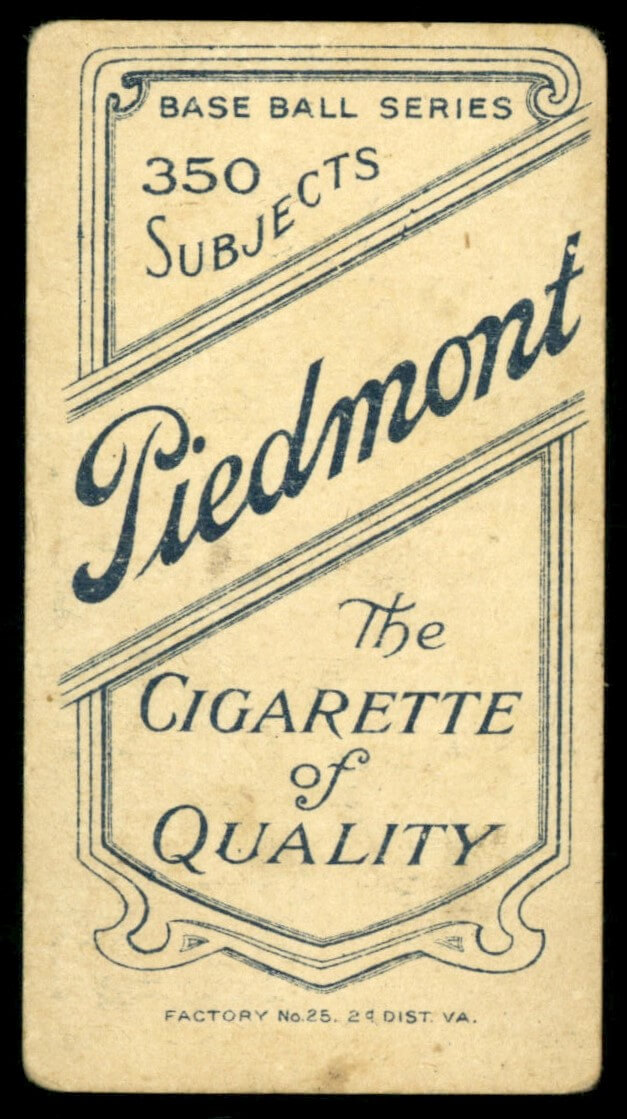 BASE BALL SERIES
350
SUBJECTS
Piedmont
The
CIGARETTE
of
QUALITY
FACTORY No. 25. 2d DIST. VA.